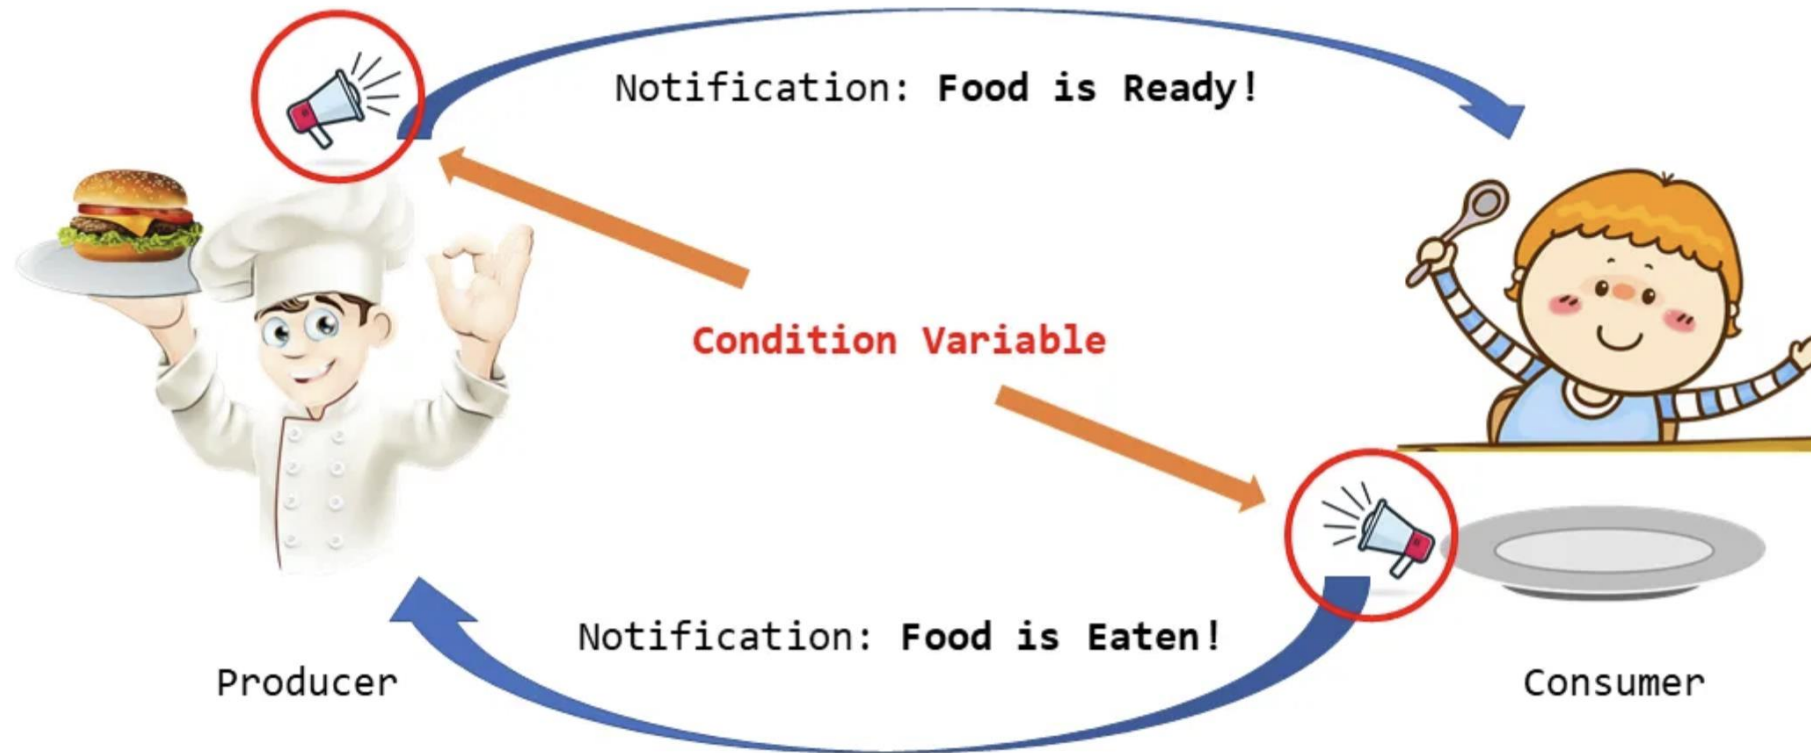 Notification: Food is Ready!
Condition Variable
Notification: Food is Eaten!
Producer
Consumer